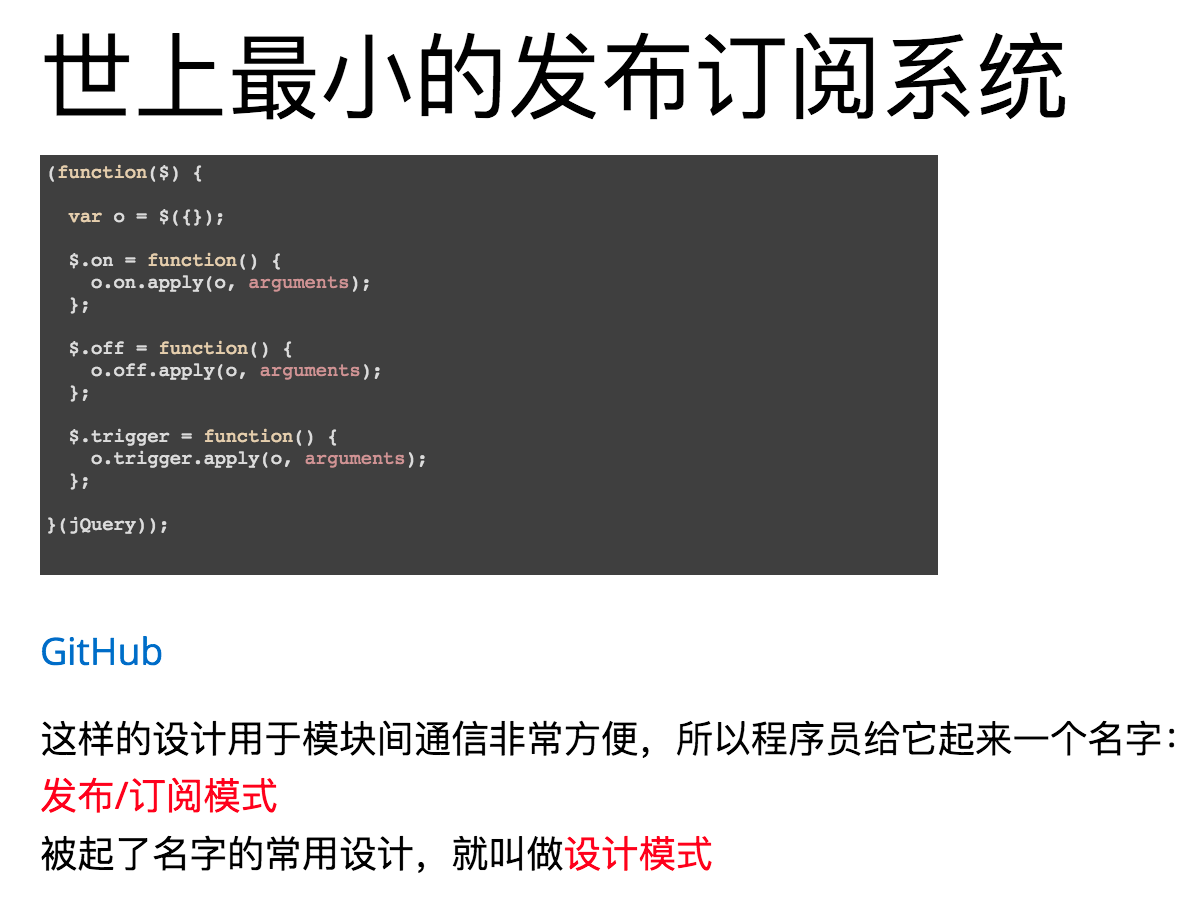 世上最小的发布订阅系统
(function($) {
var o = $({});
$.on = function() {
o.on.apply(o, arguments);
};
$.off = function() {
o.off.apply(o, arguments);
};
$.trigger = function() {
o.trigger.apply(o, arguments);
};
}(jQuery));
GitHub
这样的设计用于模块间通信非常方便，所以程序员给它起来一个名字：
发布/订阅模式
被起了名字的常用设计，就叫做设计模式